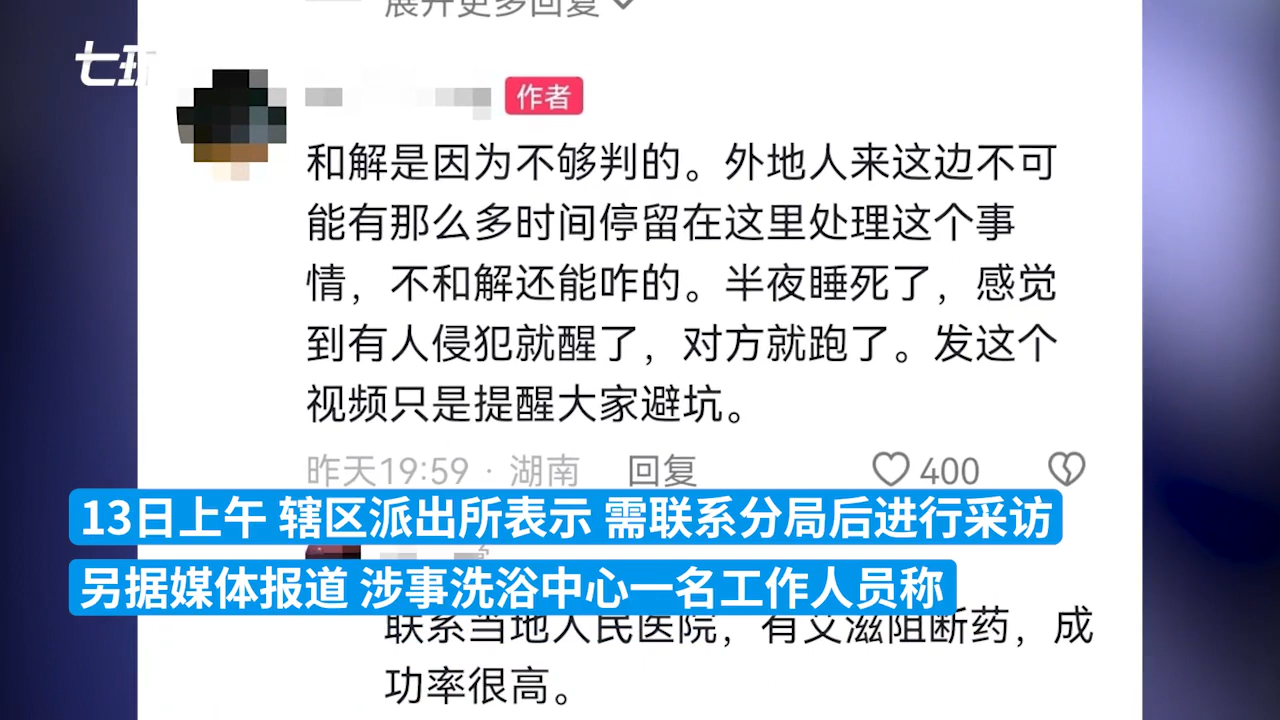 展开更多回复
七环
作者
和解是因为不够判的。外地人来这边不可
能有那么多时间停留在这里处理这个事
情，不和解还能咋的。半夜睡死了，感觉
到有人侵犯就醒了，对方就跑了。发这个
视频只是提醒大家避坑。
昨天19:59 · 湖南 回复 400
13日上午 辖区派出所表示 需联系分局后进行采访
另据媒体报道 涉事洗浴中心一名工作人员称
联系当地人民医院，有艾滋阻断药，成
功率很高。